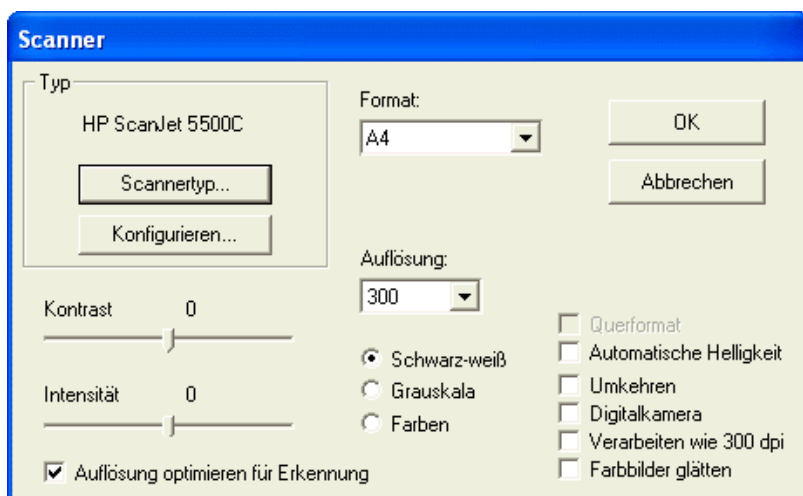 Scanner
Typ
HP ScanJet 5500C
Scannertyp...
Konfigurieren...
Format:
A4
OK
Abbrechen
Auflösung:
300
Kontrast 0
Intensität 0
Auflösung optimieren für Erkennung
Schwarz-weiß
Grauskala
Farben
Querformat
Automatische Helligkeit
Umkehren
Digitalkamera
Verarbeiten wie 300 dpi
Farbbilder glätten